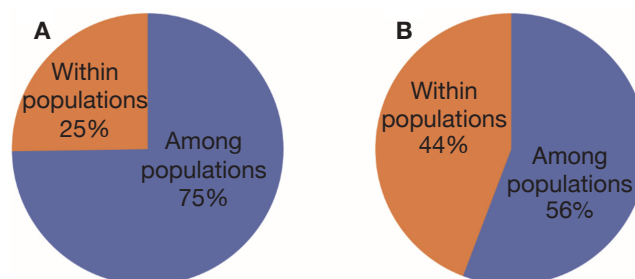 A
Within
populations
25%
Among
populations
75%
B
Within
populations
44%
Among
populations
56%